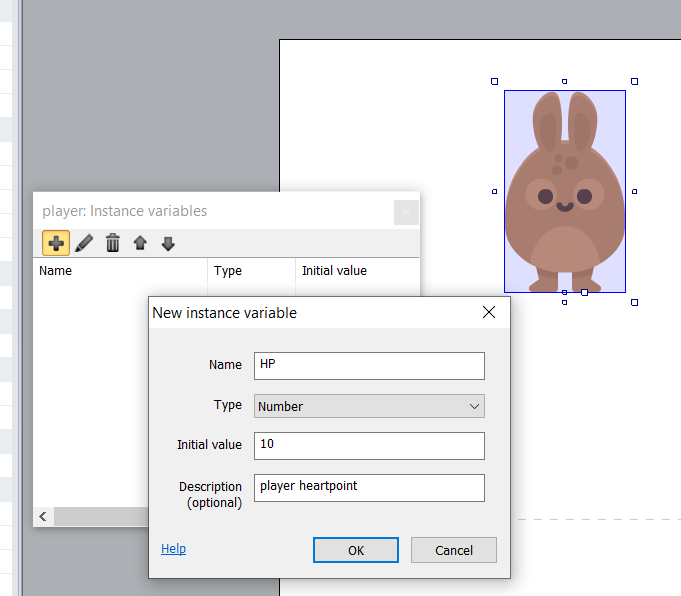 player: Instance variables
Name Type Initial value
New instance variable
Name HP
Type Number
Initial value 10
Description player heartpoint
(optional)
Help OK Cancel